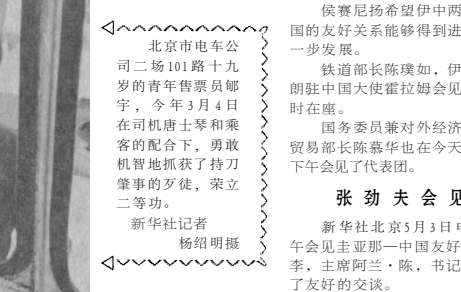 北京市电车公
司二场101路十九
岁的青年售票员郇
宇，今年3月4日
在司机唐士琴和乘
客的配合下，勇敢
机智地抓获了持刀
肇事的歹徒，荣立
二等功。
新华社记者
杨绍明摄
侯赛尼扬希望伊中两
国的友好关系能够得到进
一步发展。
铁道部长陈璞如，伊
朗驻中国大使霍拉姆会见
时在座。
国务委员兼对外经济
贸易部长陈慕华也在今天
下午会见了代表团。
张劲夫会见
新华社北京5月3日电
午会见圭亚那—中国友好
李，主席阿兰·陈，书记
了友好的交谈。